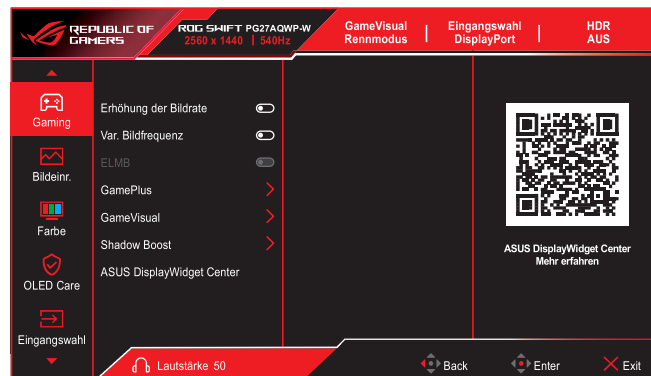 REPUBLIC OF
GAMERS
ROG SWIFT PG27AQWP-W
2560 x 1440 | 540Hz
GameVisual
Rennmodus
Eingangswahl
DisplayPort
HDR
AUS
Gaming
Bildeinr.
Farbe
OLED Care
Eingangswahl
Erhöhung der Bildrate
Var. Bildfrequenz
ELMB
GamePlus
GameVisual
Shadow Boost
ASUS DisplayWidget Center
ASUS DisplayWidget Center
Mehr erfahren
Lautstärke 50
Back
Enter
Exit